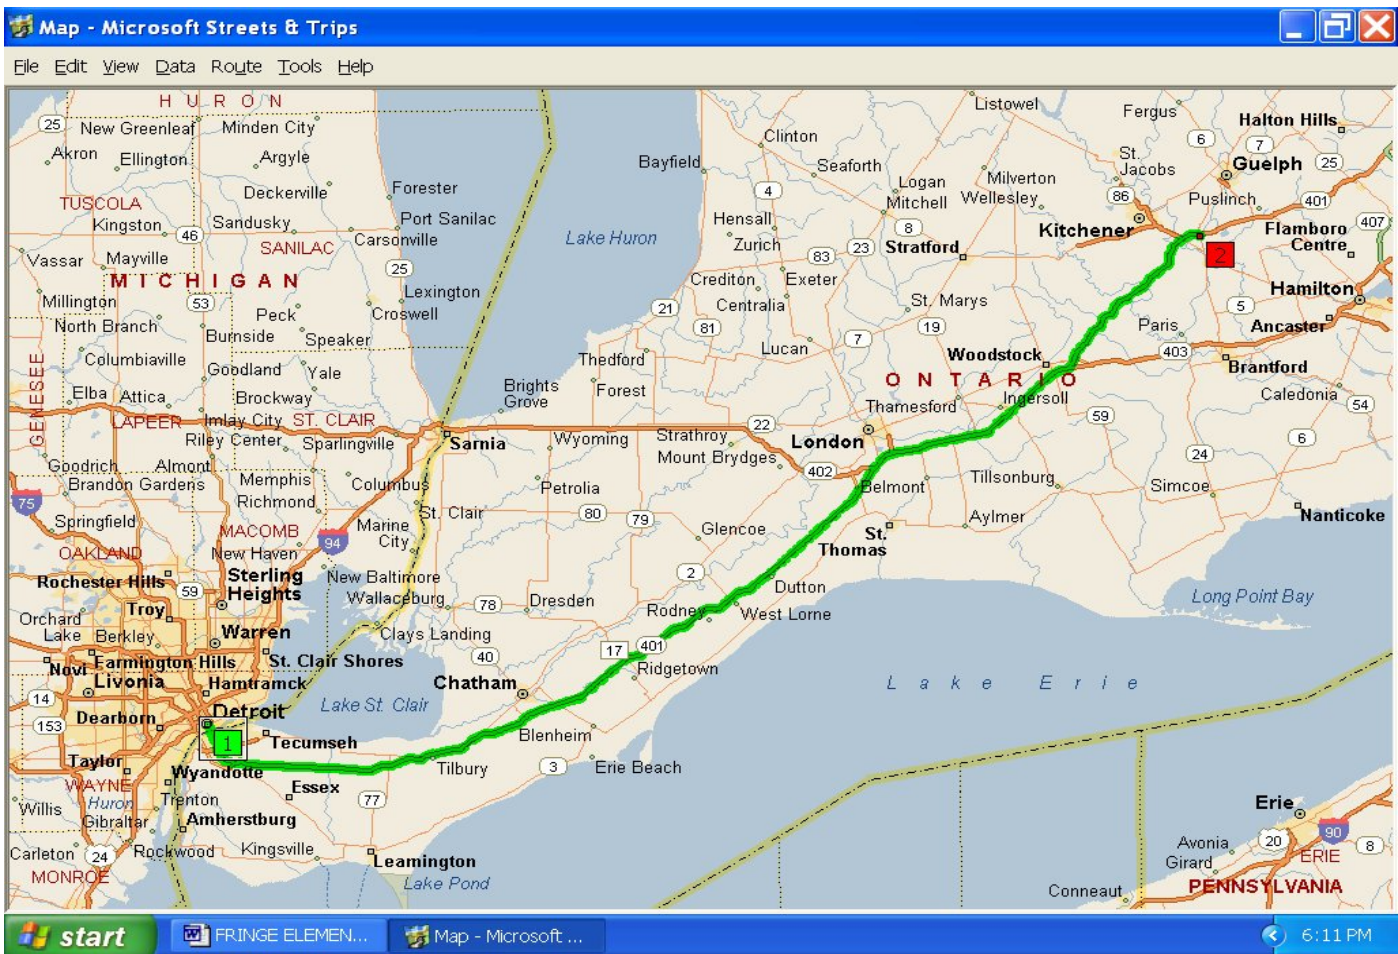 Map - Microsoft Streets & Trips
File Edit View Data Route Tools Help
HURON
Listowel
Fergus
Halton Hills
25
New Greenleaf
Minden City
Clinton
6
7
Akron
Ellington
Argyle
Bayfield
Seaforth
St. Jacobs
Guelph
25
Deckerville
Forester
4
Logan
Milverton
TUSCOLA
Mitchell
Wellesley
86
Puslinch
401
Kingston
Sandusky
Port Sanilac
Hensall
8
Kitchener
407
46
SANILAC
Carsonville
Lake Huron
Zurich
23
Stratford
Flamboro Centre
Vassar
Mayville
83
2
MICHIGAN
25
Crediton
Exeter
Millington
53
Lexington
Centralia
St. Marys
Hamilton
Peck
Croswell
21
5
North Branch
Burnside
Speaker
81
19
Paris
Ancaster
GENESEE
Columbiaville
Thedford
Lucan
7
Woodstock
403
Goodland
Yale
Brantford
Elba
Attica
Brockway
Brights Grove
Forest
ONTARIO
Caledonia
LAPEER
Imlay City
ST. CLAIR
Thamesford
Ingersoll
59
54
Riley Center
Sparlingville
Sarnia
Wyoming
Strathroy
22
London
6
Goodrich
Almont
Mount Brydges
402
24
Brandon Gardens
Memphis
Columbus
Petrolia
Belmont
Tillsonburg
Simcoe
75
Richmond
St. Clair
80
79
Nanticoke
Springfield
MACOMB
94
Marine City
Glencoe
St. Thomas
Aylmer
OAKLAND
New Haven
Rochester Hills
Sterling Heights
New Baltimore
2
Dutton
59
Wallaceburg
78
Dresden
Long Point Bay
Troy
Rodney
West Lorne
Orchard Lake
Berkley
Warren
Clays Landing
17
401
Novi
Farmington Hills
St. Clair Shores
40
Ridgetown
Livonia
Hamtramck
Chatham
Lake Erie
14
Detroit
Lake St. Clair
153
Dearborn
1
Tecumseh
Blenheim
Taylor
Wyandotte
Tilbury
3
Erie Beach
WAYNE
Essex
77
Willis
Huron
Trenton
Erie
Gibraltar
Amherstburg
90
Carleton
24
Rockwood
Kingsville
Leamington
Avonia
20
8
Girard
ERIE
MONROE
Lake Pond
Conneaut
PENNSYLVANIA
start
FRINGE ELEMEN...
Map - Microsoft ...
6:11 PM